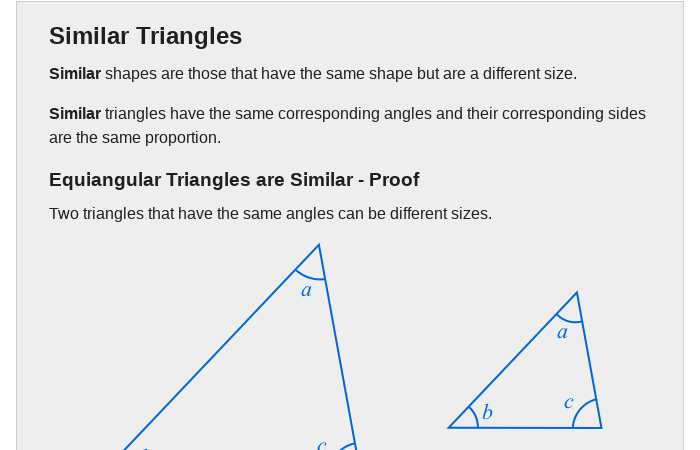 Similar Triangles
Similar shapes are those that have the same shape but are a different size.
Similar triangles have the same corresponding angles and their corresponding sides
are the same proportion.
Equiangular Triangles are Similar - Proof
Two triangles that have the same angles can be different sizes.
a
a
b
c
c